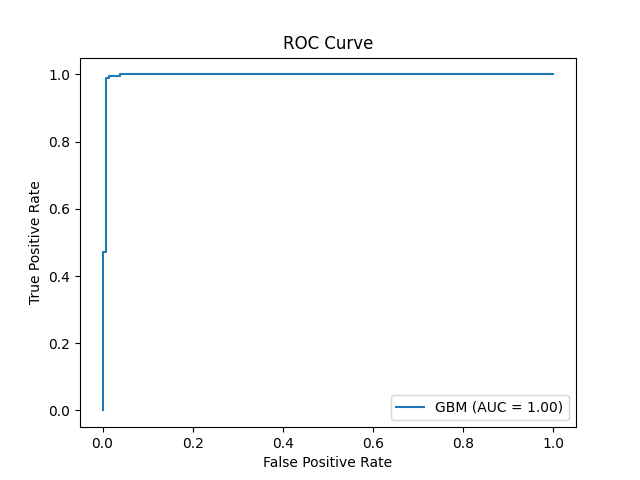 ROC Curve
1.0
0.8
0.6
0.4
0.2
0.0
True Positive Rate
GBM (AUC = 1.00)
0.0 0.2 0.4 0.6 0.8 1.0
False Positive Rate